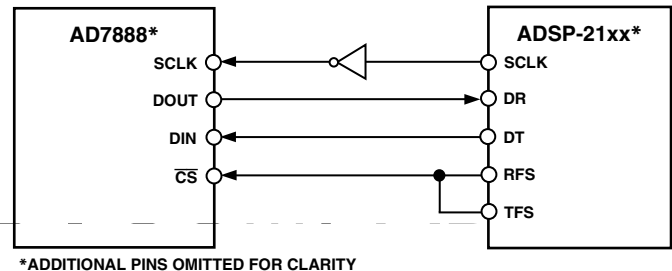 AD7888*
ADSP-21xx*
SCLK
SCLK
DOUT
DR
DIN
DT
CS
RFS
TFS
*ADDITIONAL PINS OMITTED FOR CLARITY